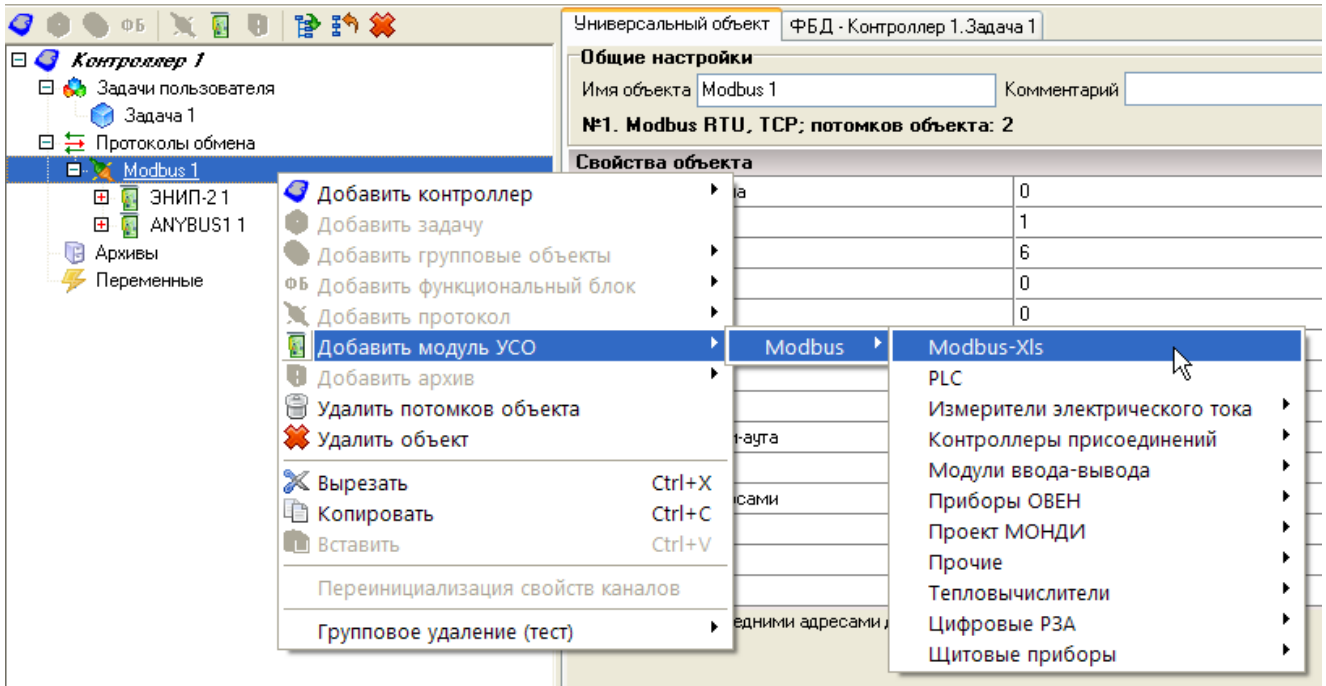 ФБ
Универсальный объект
ФБД - Контроллер 1.Задача 1
Контроллер 1
Задачи пользователя
Задача 1
Протоколы обмена
Modbus 1
ЭНИП-2 1
ANYBUS1 1
Архивы
Переменные
Общие настройки
Имя объекта Modbus 1 Комментарий
№1. Modbus RTU, TCP; потомков объекта: 2
Свойства объекта
0
1
6
0
0
Добавить контроллер
Добавить задачу
Добавить групповые объекты
ФБ Добавить функциональный блок
Добавить протокол
Добавить модуль УСО
Добавить архив
Удалить потомков объекта
Удалить объект
Вырезать Ctrl+X
Копировать Ctrl+C
Вставить Ctrl+V
Переинициализация свойств каналов
Групповое удаление (тест)
Modbus
Modbus-Xls
PLC
Измерители электрического тока
Контроллеры присоединений
Модули ввода-вывода
Приборы ОВЕН
Проект МОНДИ
Прочие
Тепловычислители
Цифровые РЗА
Щитовые приборы
адресами